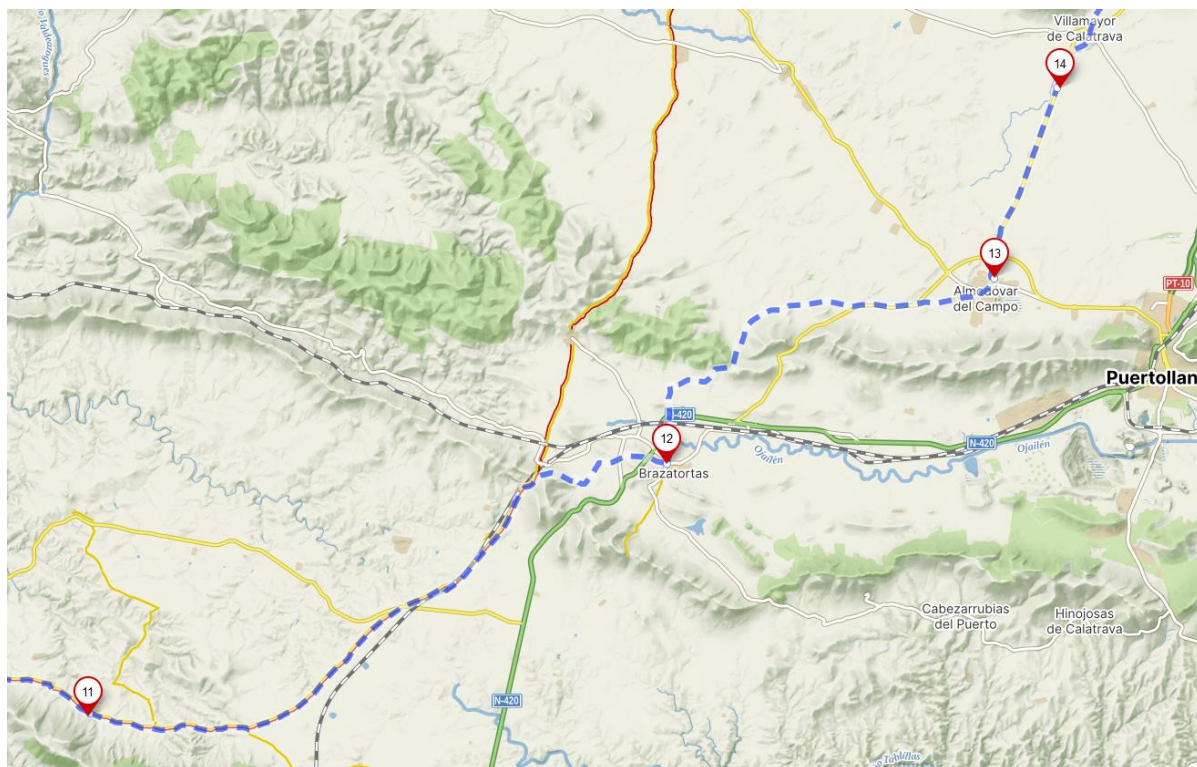 Villamayor
de Calatrava
14
13
Almodóvar
del Campo
PT-10
Puertollan
N-420
N-420
Ojailén
12
Ojailén
Brazatortas
Cabezarrubias
del Puerto
Hinojosas
de Calatrava
11
N-420